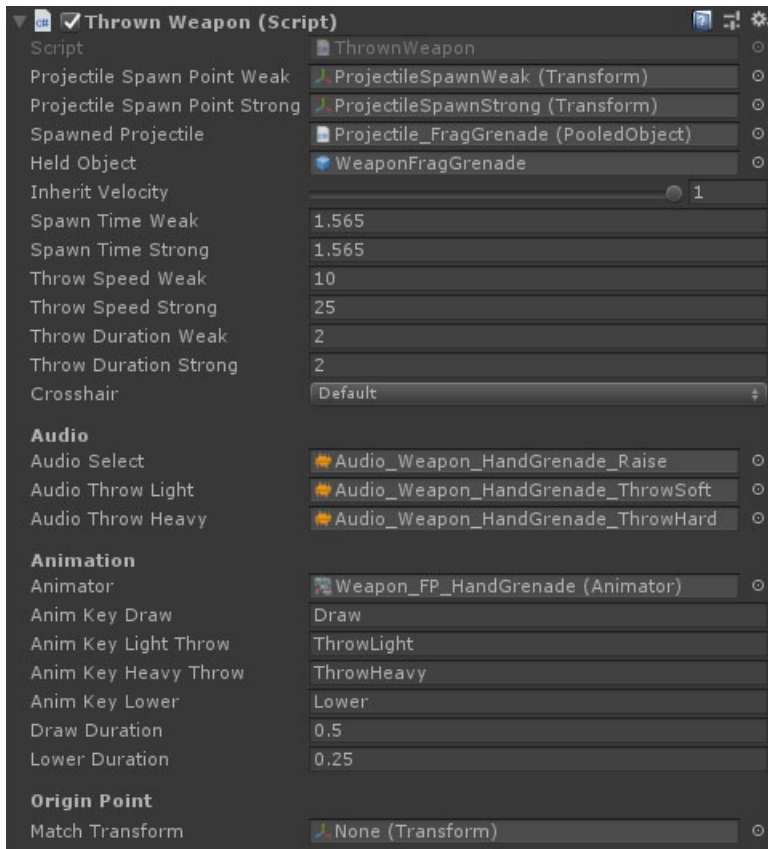 Thrown Weapon (Script)
Script ThrownWeapon
Projectile Spawn Point Weak ProjectileSpawnWeak (Transform)
Projectile Spawn Point Strong ProjectileSpawnStrong (Transform)
Spawned Projectile Projectile_FragGrenade (PooledObject)
Held Object WeaponFragGrenade
Inherit Velocity 1
Spawn Time Weak 1.565
Spawn Time Strong 1.565
Throw Speed Weak 10
Throw Speed Strong 25
Throw Duration Weak 2
Throw Duration Strong 2
Crosshair Default
Audio
Audio Select Audio_Weapon_HandGrenade_Raise
Audio Throw Light Audio_Weapon_HandGrenade_ThrowSoft
Audio Throw Heavy Audio_Weapon_HandGrenade_ThrowHard
Animation
Animator Weapon_FP_HandGrenade (Animator)
Anim Key Draw Draw
Anim Key Light Throw ThrowLight
Anim Key Heavy Throw ThrowHeavy
Anim Key Lower Lower
Draw Duration 0.5
Lower Duration 0.25
Origin Point
Match Transform None (Transform)